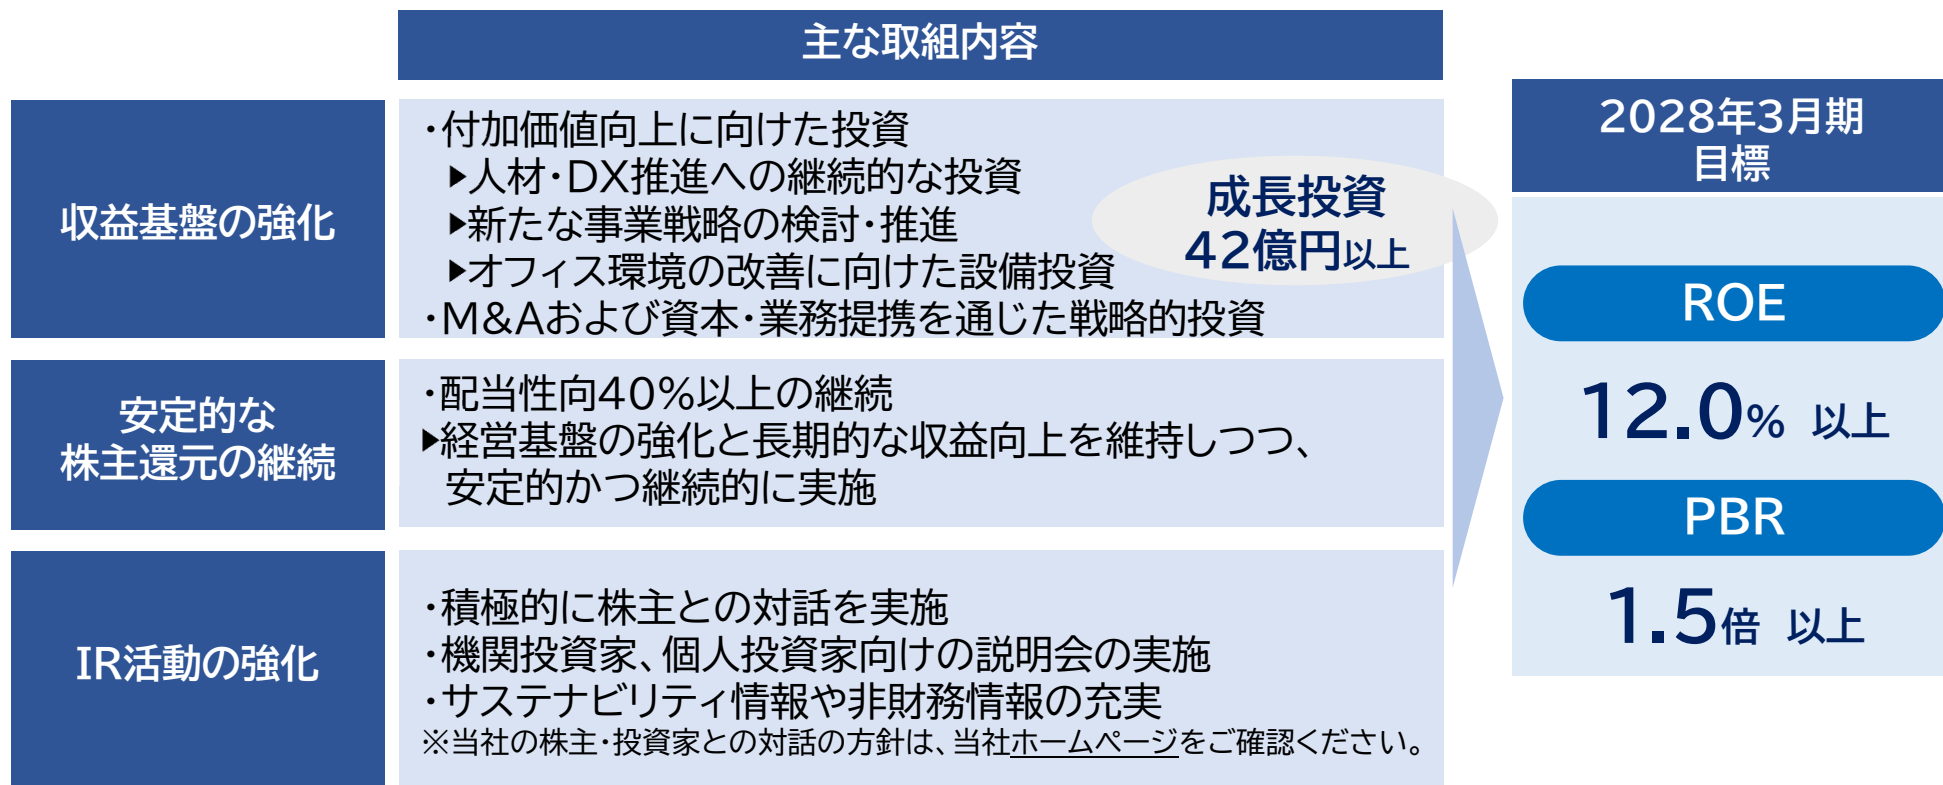 主な取組内容
収益基盤の強化
・付加価値向上に向けた投資
▶人材・DX推進への継続的な投資
▶新たな事業戦略の検討・推進
▶オフィス環境の改善に向けた設備投資
・M&Aおよび資本・業務提携を通じた戦略的投資
成長投資
42億円以上
安定的な
株主還元の継続
・配当性向40%以上の継続
▶経営基盤の強化と長期的な収益向上を維持しつつ、
安定的かつ継続的に実施
IR活動の強化
・積極的に株主との対話を実施
・機関投資家、個人投資家向けの説明会の実施
・サステナビリティ情報や非財務情報の充実
※当社の株主・投資家との対話の方針は、当社ホームページをご確認ください。
2028年3月期
目標
ROE
12.0% 以上
PBR
1.5倍 以上